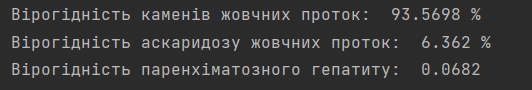 Вірогідність каменів жовчних проток:  93.5698 %
Вірогідність аскаридозу жовчних проток:  6.362 %
Вірогідність паренхіматозного гепатиту:  0.0682